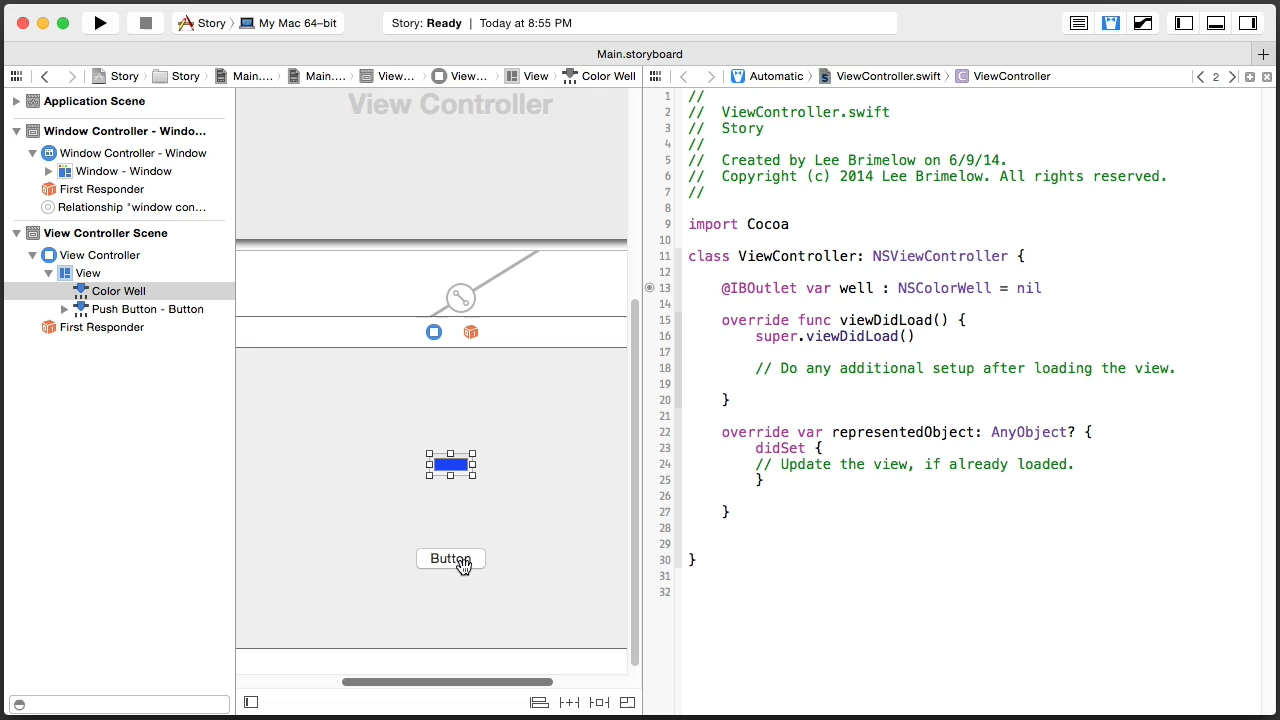 Story
My Mac 64-bit
Story: Ready | Today at 8:55 PM
Main.storyboard
Story
Story
Main....
Main....
View...
View...
View
Color Well
Automatic
ViewController.swift
ViewController
2
Application Scene
Window Controller - Windo...
Window Controller - Window
Window - Window
First Responder
Relationship "window con...
View Controller Scene
View Controller
View
Color Well
Push Button - Button
First Responder
View Controller
Button
1 //
2 // ViewController.swift
3 // Story
4 //
5 // Created by Lee Brimelow on 6/9/14.
6 // Copyright (c) 2014 Lee Brimelow. All rights reserved.
7 //
8
9 import Cocoa
10
11 class ViewController: NSViewController {
12
13 @IBOutlet var well : NSColorWell = nil
14
15 override func viewDidLoad() {
16 super.viewDidLoad()
17
18 // Do any additional setup after loading the view.
19
20 }
21
22 override var representedObject: AnyObject? {
23 didSet {
24 // Update the view, if already loaded.
25 }
26
27 }
28
29
30 }
31
32